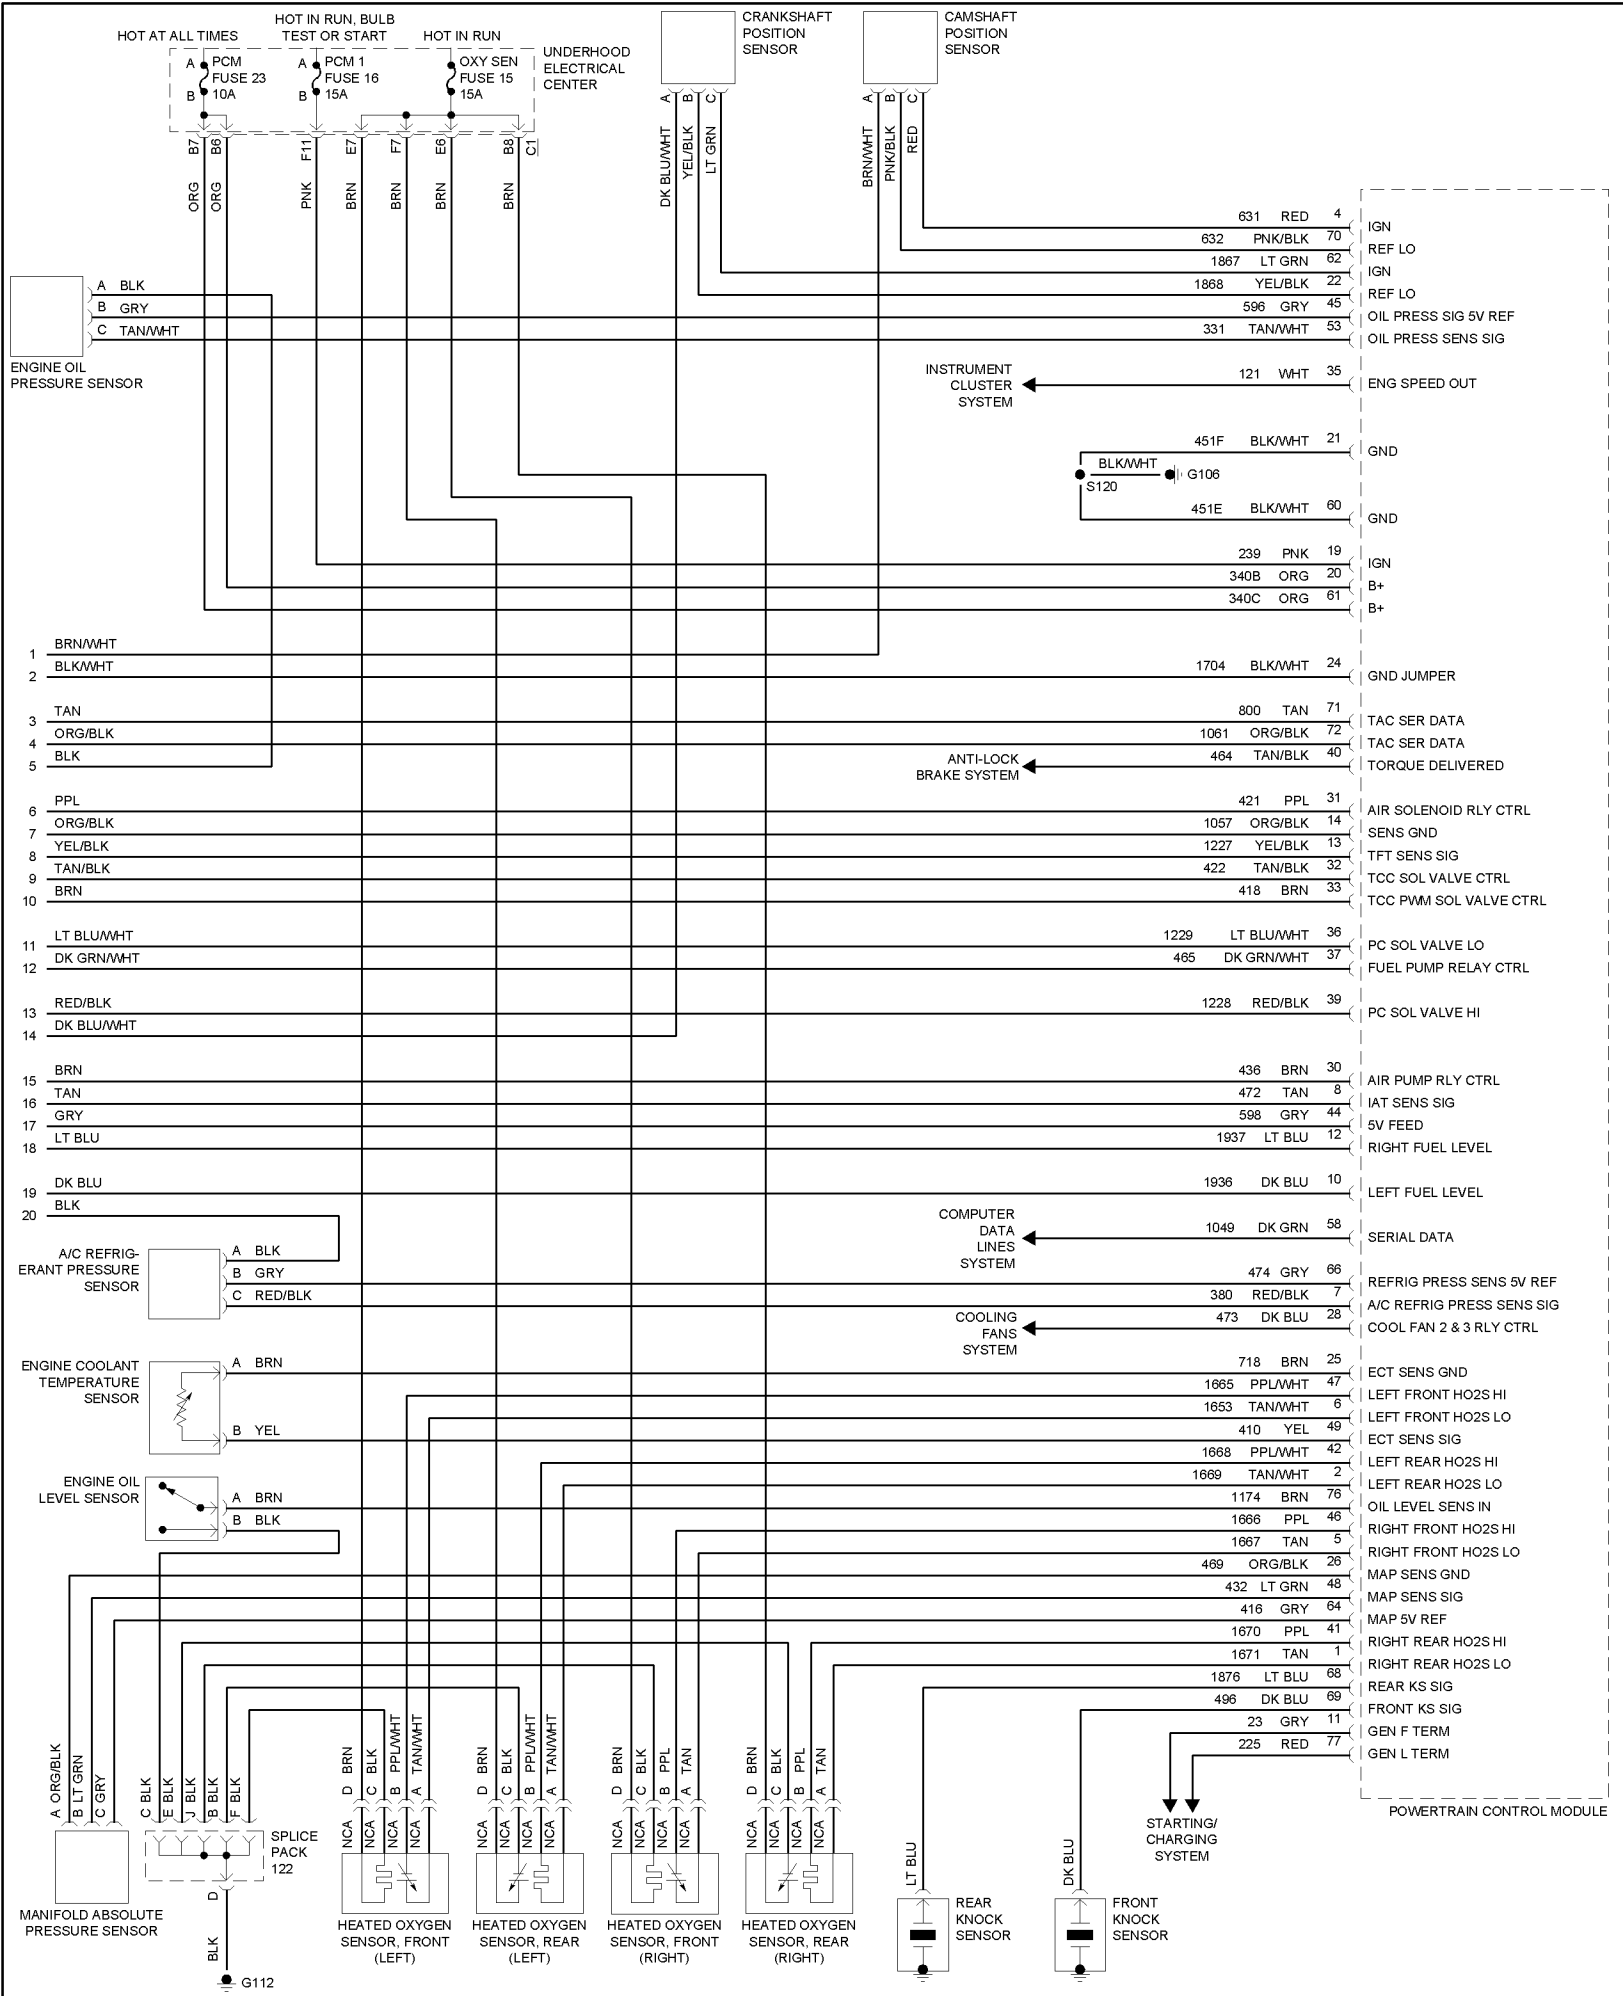 HOT AT ALL TIMES
HOT IN RUN, BULB
TEST OR START
HOT IN RUN
A
PCM
FUSE 23
10A
B
A
PCM 1
FUSE 16
15A
B
OXY SEN
FUSE 15
15A
UNDERHOOD
ELECTRICAL
CENTER
B7
B6
F11
E7
F7
E6
B8
C1
ORG
ORG
PNK
BRN
BRN
BRN
BRN
CRANKSHAFT
POSITION
SENSOR
A
B
C
DK BLU/WHT
YEL/BLK
LT GRN
CAMSHAFT
POSITION
SENSOR
A
B
C
BRN/WHT
PNK/BLK
RED
A BLK
B GRY
C TAN/WHT
ENGINE OIL
PRESSURE SENSOR
631 RED 4 IGN
632 PNK/BLK 70 REF LO
1867 LT GRN 62 IGN
1868 YEL/BLK 22 REF LO
596 GRY 45 OIL PRESS SIG 5V REF
331 TAN/WHT 53 OIL PRESS SENS SIG
INSTRUMENT
CLUSTER
SYSTEM
121 WHT 35 ENG SPEED OUT
451F BLK/WHT 21 GND
BLK/WHT
S120
G106
451E BLK/WHT 60 GND
239 PNK 19 IGN
340B ORG 20 B+
340C ORG 61 B+
1 BRN/WHT
2 BLK/WHT 1704 BLK/WHT 24 GND JUMPER
3 TAN 800 TAN 71 TAC SER DATA
4 ORG/BLK 1061 ORG/BLK 72 TAC SER DATA
5 BLK
ANTI-LOCK
BRAKE SYSTEM
464 TAN/BLK 40 TORQUE DELIVERED
6 PPL 421 PPL 31 AIR SOLENOID RLY CTRL
7 ORG/BLK 1057 ORG/BLK 14 SENS GND
8 YEL/BLK 1227 YEL/BLK 13 TFT SENS SIG
9 TAN/BLK 422 TAN/BLK 32 TCC SOL VALVE CTRL
10 BRN 418 BRN 33 TCC PWM SOL VALVE CTRL
11 LT BLU/WHT 1229 LT BLU/WHT 36 PC SOL VALVE LO
12 DK GRN/WHT 465 DK GRN/WHT 37 FUEL PUMP RELAY CTRL
13 RED/BLK 1228 RED/BLK 39 PC SOL VALVE HI
14 DK BLU/WHT
15 BRN 436 BRN 30 AIR PUMP RLY CTRL
16 TAN 472 TAN 8 IAT SENS SIG
17 GRY 598 GRY 44 5V FEED
18 LT BLU 1937 LT BLU 12 RIGHT FUEL LEVEL
19 DK BLU 1936 DK BLU 10 LEFT FUEL LEVEL
20 BLK
COMPUTER
DATA
LINES
SYSTEM
1049 DK GRN 58 SERIAL DATA
A/C REFRIG-
ERANT PRESSURE
SENSOR
A BLK
B GRY
C RED/BLK
474 GRY 66 REFRIG PRESS SENS 5V REF
380 RED/BLK 7 A/C REFRIG PRESS SENS SIG
COOLING
FANS
SYSTEM
473 DK BLU 28 COOL FAN 2 & 3 RLY CTRL
ENGINE COOLANT
TEMPERATURE
SENSOR
A BRN
B YEL
718 BRN 25 ECT SENS GND
1665 PPL/WHT 47 LEFT FRONT HO2S HI
1653 TAN/WHT 6 LEFT FRONT HO2S LO
410 YEL 49 ECT SENS SIG
1668 PPL/WHT 42 LEFT REAR HO2S HI
1669 TAN/WHT 2 LEFT REAR HO2S LO
ENGINE OIL
LEVEL SENSOR
A BRN
B BLK
1174 BRN 76 OIL LEVEL SENS IN
1666 PPL 46 RIGHT FRONT HO2S HI
1667 TAN 5 RIGHT FRONT HO2S LO
469 ORG/BLK 26 MAP SENS GND
432 LT GRN 48 MAP SENS SIG
416 GRY 64 MAP 5V REF
1670 PPL 41 RIGHT REAR HO2S HI
1671 TAN 1 RIGHT REAR HO2S LO
1876 LT BLU 68 REAR KS SIG
496 DK BLU 69 FRONT KS SIG
23 GRY 11 GEN F TERM
225 RED 77 GEN L TERM
POWERTRAIN CONTROL MODULE
STARTING/
CHARGING
SYSTEM
A ORG/BLK
B LT GRN
C GRY
MANIFOLD ABSOLUTE
PRESSURE SENSOR
C BLK
E BLK
J BLK
B BLK
F BLK
SPLICE
PACK
122
D
BLK
G112
D BRN
C BLK
B PPL/WHT
A TAN/WHT
NCA
NCA
NCA
NCA
HEATED OXYGEN
SENSOR, FRONT
(LEFT)
D BRN
C BLK
B PPL/WHT
A TAN/WHT
NCA
NCA
NCA
NCA
HEATED OXYGEN
SENSOR, REAR
(LEFT)
D BRN
C BLK
B PPL
A TAN
NCA
NCA
NCA
NCA
HEATED OXYGEN
SENSOR, FRONT
(RIGHT)
D BRN
C BLK
B PPL
A TAN
NCA
NCA
NCA
NCA
HEATED OXYGEN
SENSOR, REAR
(RIGHT)
LT BLU
REAR
KNOCK
SENSOR
DK BLU
FRONT
KNOCK
SENSOR